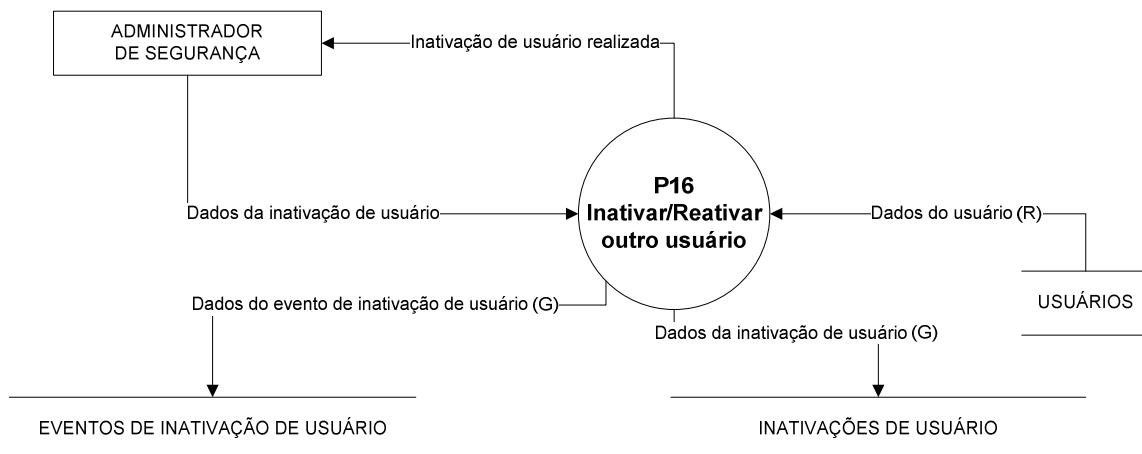 ADMINISTRADOR
DE SEGURANÇA
Inativação de usuário realizada
P16
Inativar/Reativar
outro usuário
Dados da inativação de usuário
Dados do usuário (R)
Dados do evento de inativação de usuário (G)
USUÁRIOS
Dados da inativação de usuário (G)
EVENTOS DE INATIVAÇÃO DE USUÁRIO
INATIVAÇÕES DE USUÁRIO